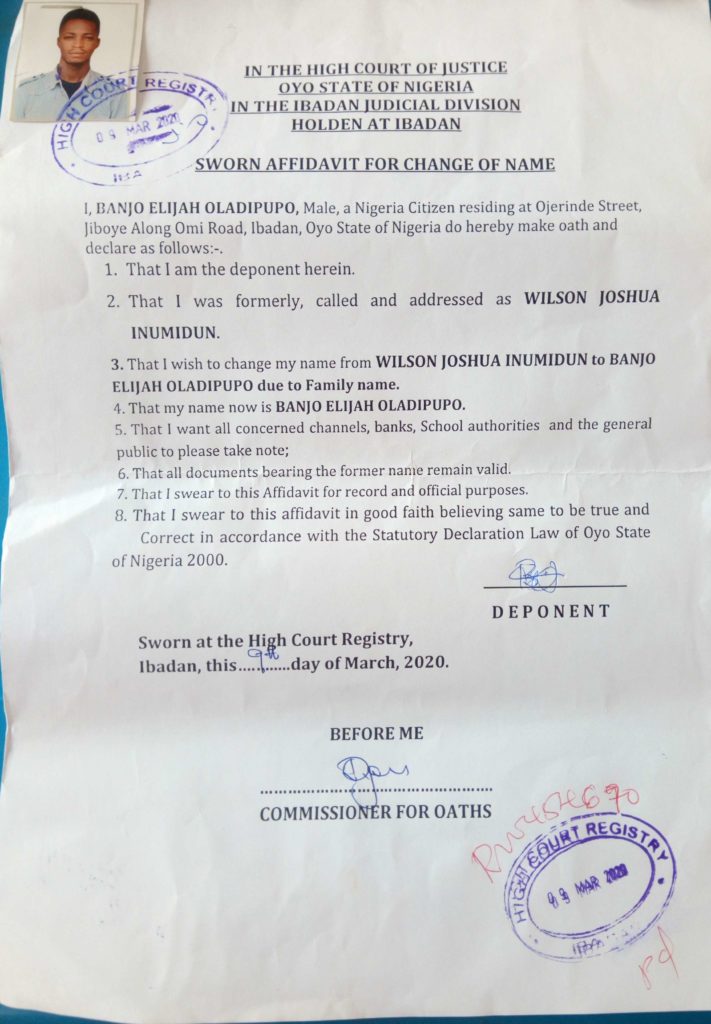 IN THE HIGH COURT OF JUSTICE
OYO STATE OF NIGERIA
IN THE IBADAN JUDICIAL DIVISION
HOLDEN AT IBADAN
HIGH COURT REGISTRY
09 MAR 2020
SWORN AFFIDAVIT FOR CHANGE OF NAME
I, BANJO ELIJAH OLADIPUPO, Male, a Nigeria Citizen residing at Ojerinde Street,
Jiboye Along Omi Road, Ibadan, Oyo State of Nigeria do hereby make oath and
declare as follows:-.
1. That I am the deponent herein.
2. That I was formerly, called and addressed as WILSON JOSHUA
INUMIDUN.
3. That I wish to change my name from WILSON JOSHUA INUMIDUN to BANJO
ELIJAH OLADIPUPO due to Family name.
4. That my name now is BANJO ELIJAH OLADIPUPO.
5. That I want all concerned channels, banks, School authorities and the general
public to please take note;
6. That all documents bearing the former name remain valid.
7. That I swear to this Affidavit for record and official purposes.
8. That I swear to this affidavit in good faith believing same to be true and
Correct in accordance with the Statutory Declaration Law of Oyo State
of Nigeria 2000.
DEPONENT
Sworn at the High Court Registry,
Ibadan, this.....9th......day of March, 2020.
BEFORE ME
COMMISSIONER FOR OATHS
HIGH COURT REGISTRY
09 MAR 2020